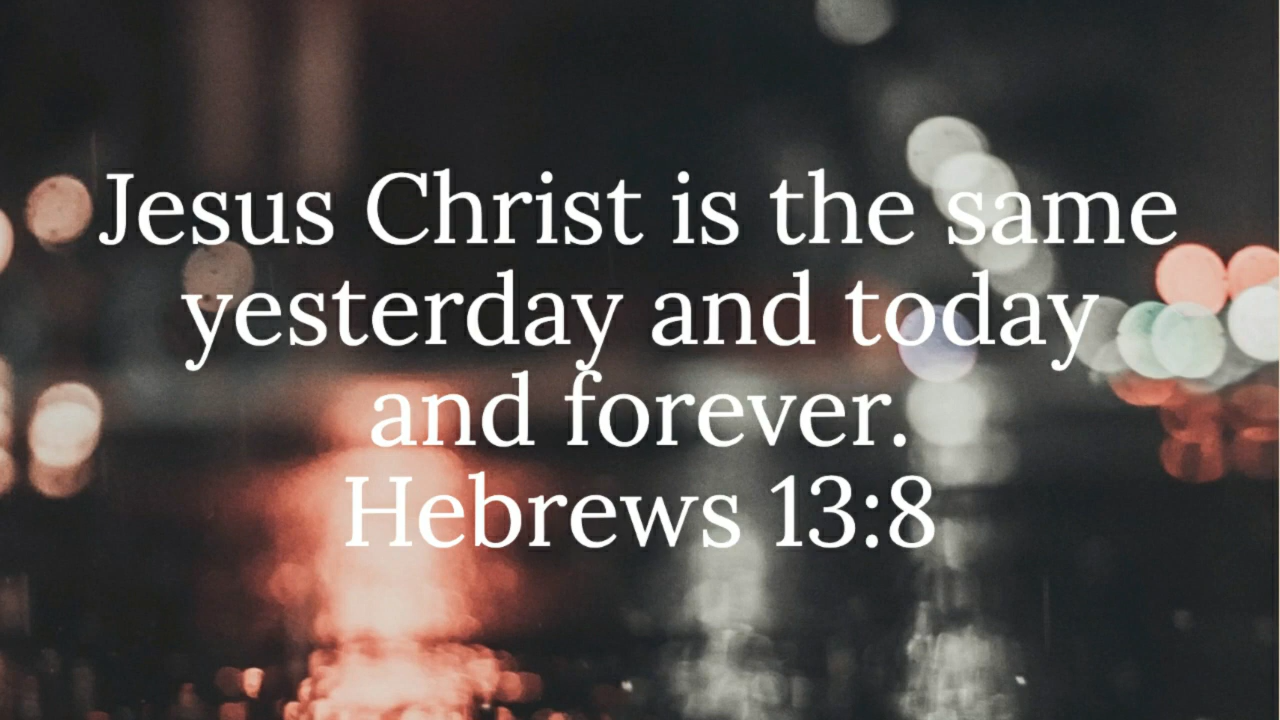 Jesus Christ is the same
yesterday and today
and forever.
Hebrews 13:8